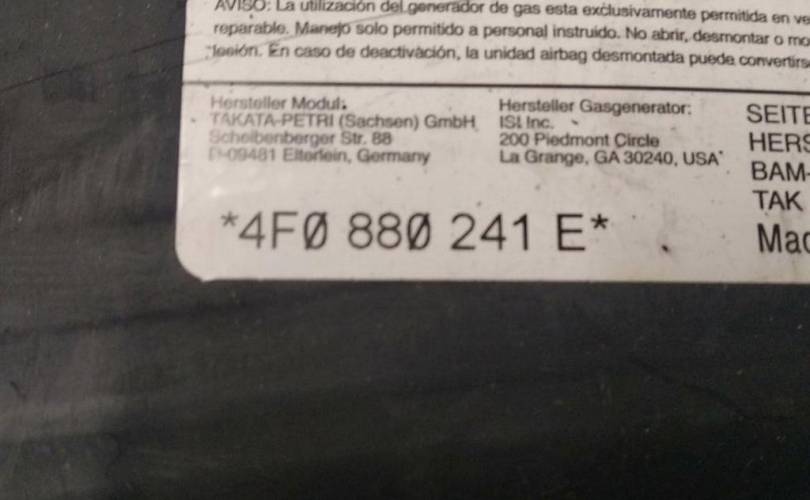 AVISO: La utilización del generador de gas esta exclusivamente permitida en ve
reparable. Manejo solo permitido a personal instruido. No abrir, desmontar o mo
lesión. En caso de deactivación, la unidad airbag desmontada puede convertirs
Hersteller Modul:
TAKATA-PETRI (Sachsen) GmbH
Scheibenberger Str. 88
D-09481 Elterlein, Germany
Hersteller Gasgenerator:
ISI Inc.
200 Piedmont Circle
La Grange, GA 30240, USA
SEITE
HERS
BAM-
TAK
Mad
*4F0 880 241 E*